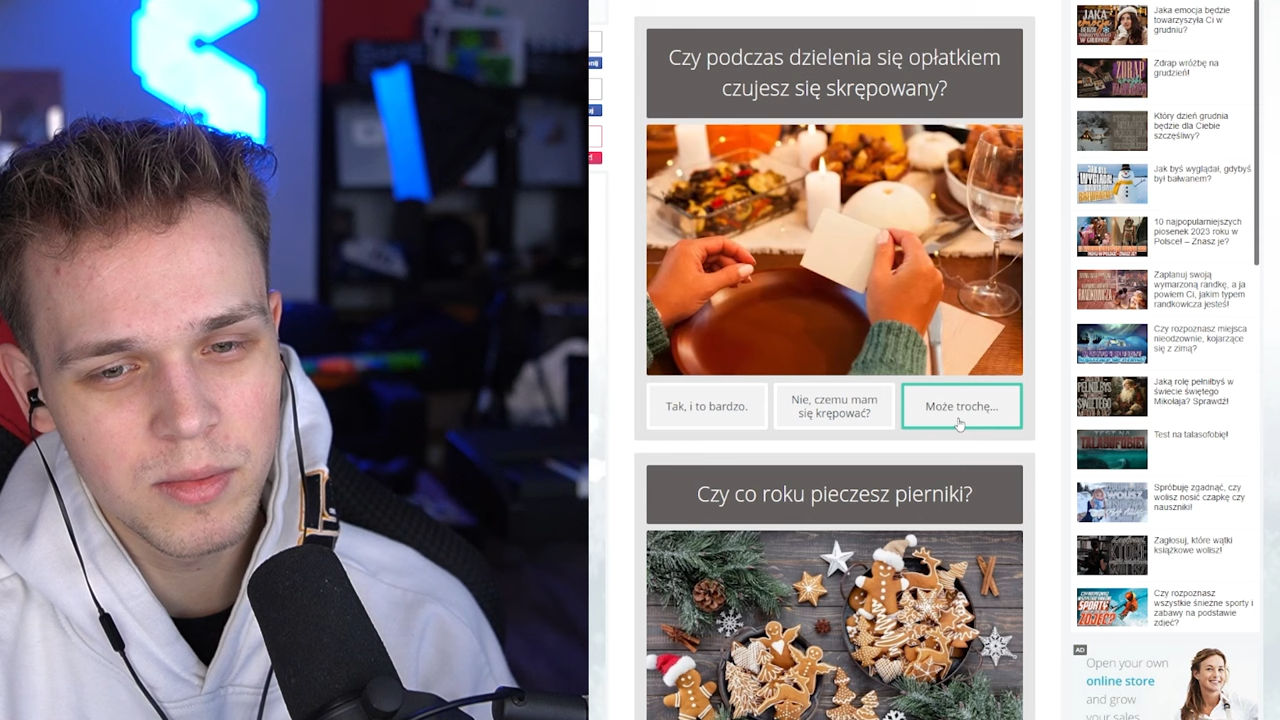 Czy podczas dzielenia się opłatkiem
czujesz się skrępowany?
Tak, i to bardzo.
Nie, czemu mam
się krępować?
Może trochę...
Czy co roku pieczesz pierniki?
Jaka emocja będzie
towarzyszyła Ci w
grudniu?
Zdrap wróżbę na
grudzień!
Który dzień grudnia
będzie dla Ciebie
szczęśliwy?
Jak byś wyglądał, gdybyś
był bałwanem?
10 najpopularniejszych
piosenek 2023 roku w
Polsce! – Znasz je?
Zaplanuj swoją
wymarzoną randkę, a ja
powiem Ci, jakim typem
randkowicza jesteś!
Czy rozpoznasz miejsca
nieodzownie, kojarzące
się z zimą?
Jaką rolę pełniłbyś w
świecie świętego
Mikołaja? Sprawdź!
TEST NA
TALASOFOBIĘ!
Test na talasofobię!
Spróbuję zgadnąć, czy
wolisz nosić czapkę czy
nauszniki!
Zagłosuj, które wątki
książkowe wolisz!
Czy rozpoznasz
wszystkie śnieżne sporty i
zabawy na podstawie
zdjęć?
AD
Open your own
online store
and grow
your sales